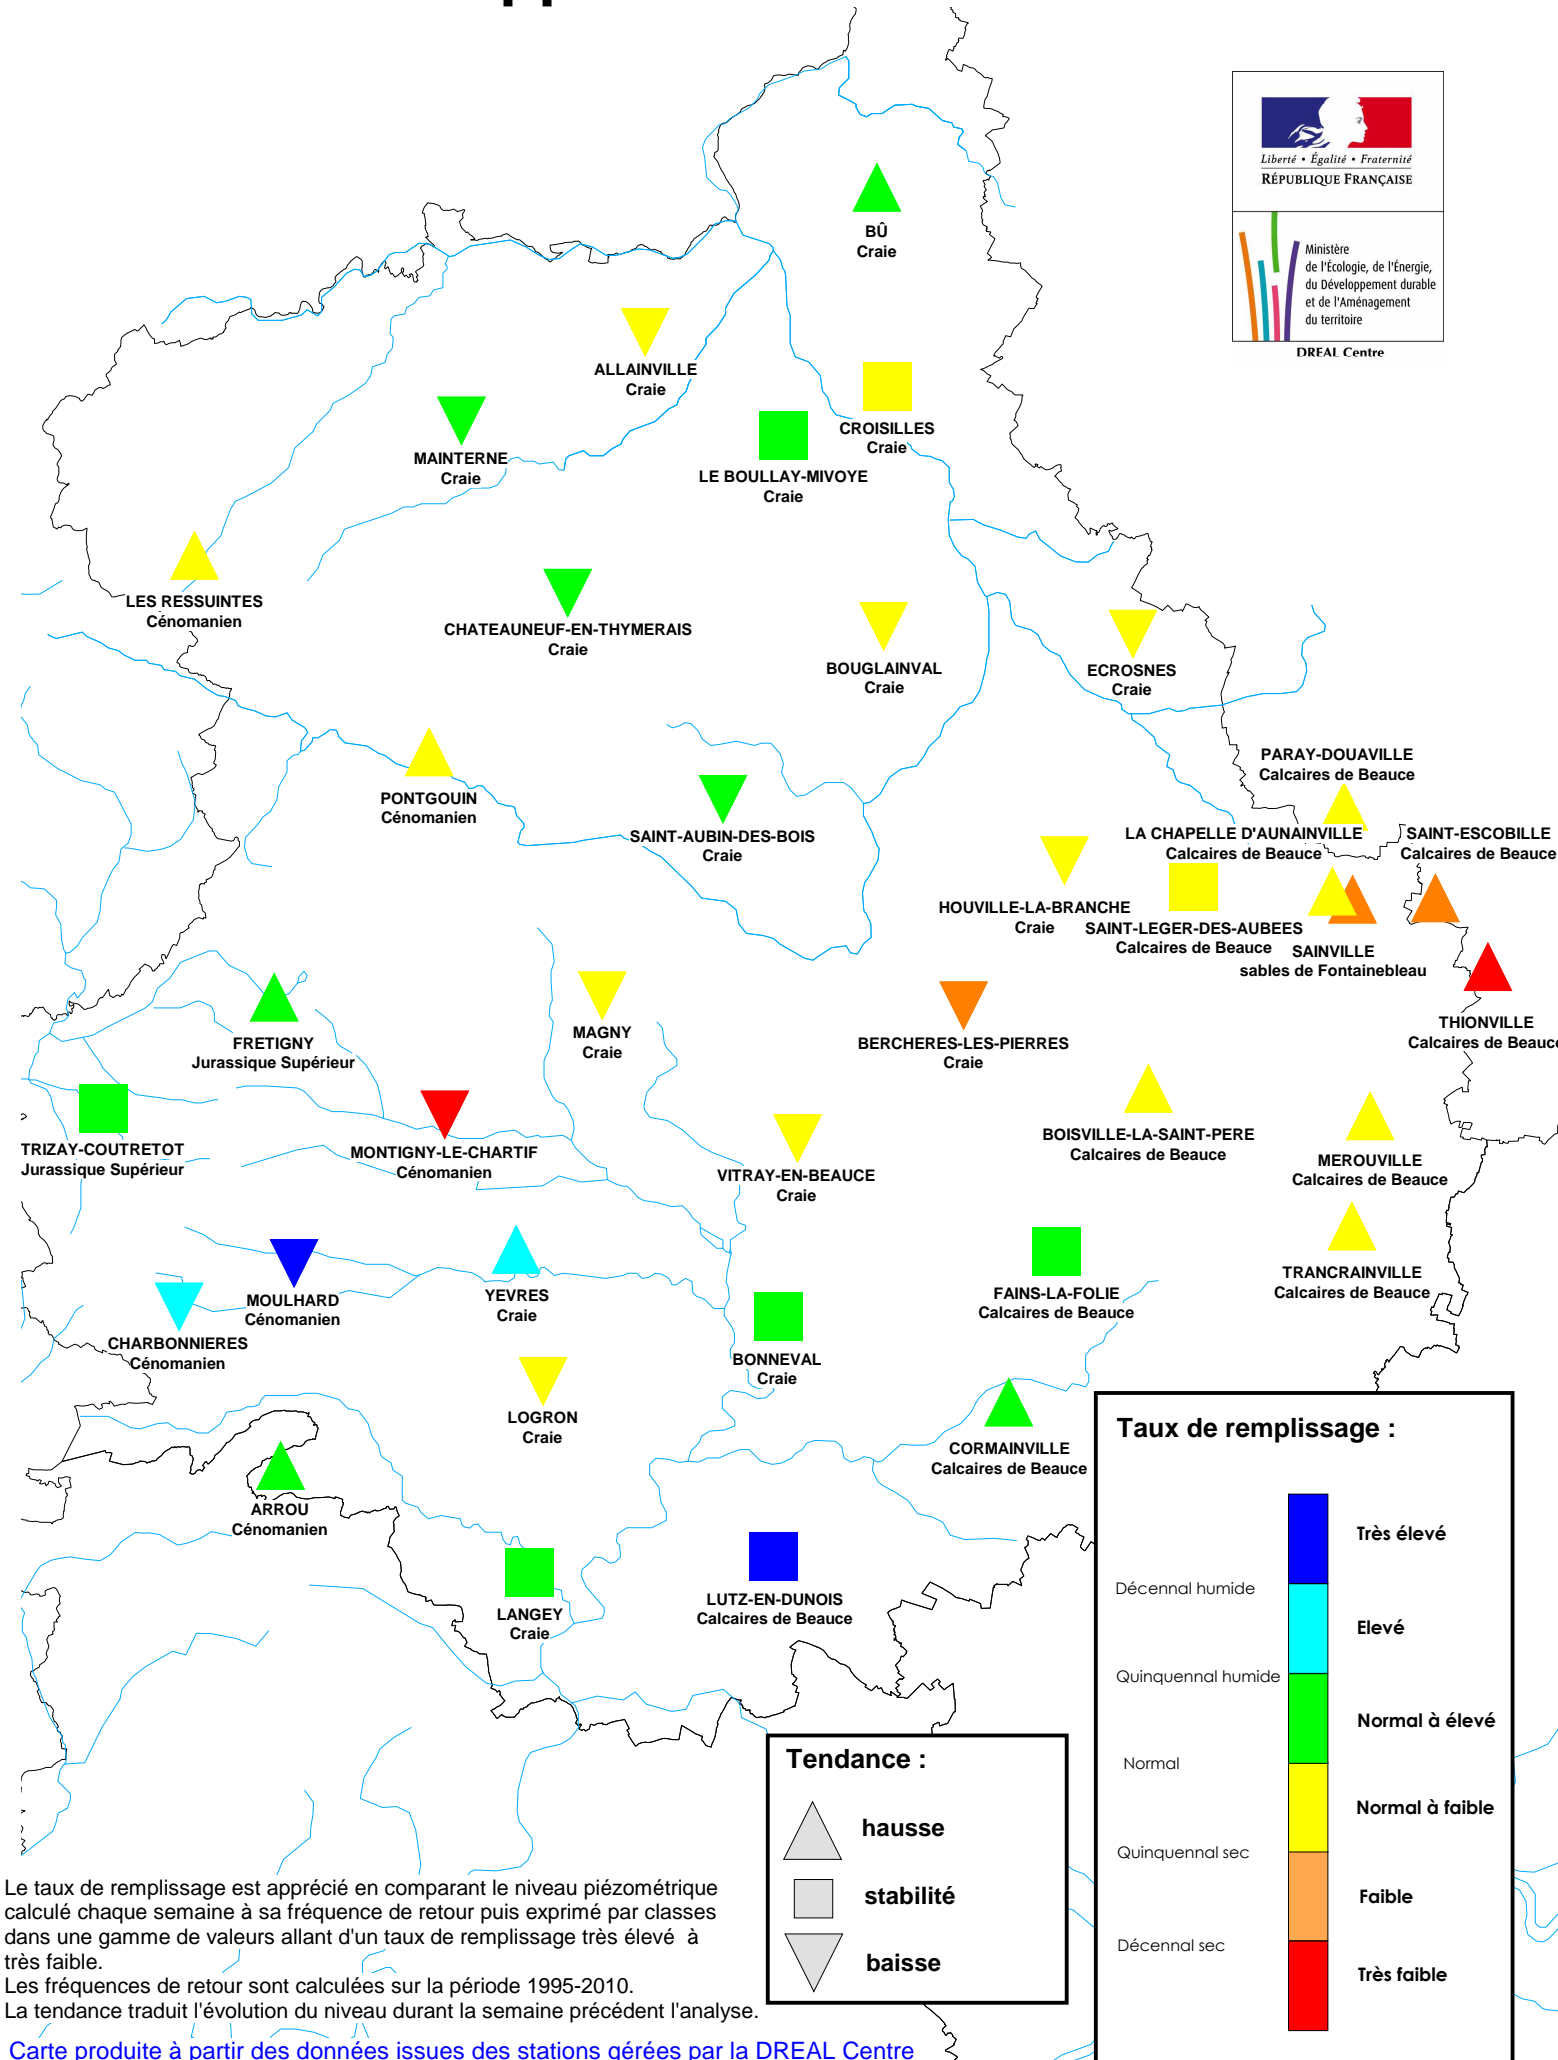 Liberté • Égalité • Fraternité
RÉPUBLIQUE FRANÇAISE
Ministère
de l'Écologie, de l'Énergie,
du Développement durable
et de l'Aménagement
du territoire
DREAL Centre
BÛ
Craie
ALLAINVILLE
Craie
CROISILLES
Craie
MAINTERNE
Craie
LE BOULLAY-MIVOYE
Craie
LES RESSUINTES
Cénomanien
CHATEAUNEUF-EN-THYMERAIS
Craie
BOUGLAINVAL
Craie
ECROSNES
Craie
PARAY-DOUAVILLE
Calcaires de Beauce
PONTGOUIN
Cénomanien
SAINT-AUBIN-DES-BOIS
Craie
LA CHAPELLE D'AUNAINVILLE
Calcaires de Beauce
SAINT-ESCOBILLE
Calcaires de Beauce
HOUVILLE-LA-BRANCHE
Craie
SAINT-LEGER-DES-AUBEES
Calcaires de Beauce
SAINVILLE
sables de Fontainebleau
THIONVILLE
Calcaires de Beauce
FRETIGNY
Jurassique Supérieur
MAGNY
Craie
BERCHERES-LES-PIERRES
Craie
TRIZAY-COUTRETOT
Jurassique Supérieur
MONTIGNY-LE-CHARTIF
Cénomanien
VITRAY-EN-BEAUCE
Craie
BOISVILLE-LA-SAINT-PERE
Calcaires de Beauce
MEROUVILLE
Calcaires de Beauce
TRANCRAINVILLE
Calcaires de Beauce
MOULHARD
Cénomanien
YEVRES
Craie
FAINS-LA-FOLIE
Calcaires de Beauce
CHARBONNIERES
Cénomanien
BONNEVAL
Craie
LOGRON
Craie
CORMAINVILLE
Calcaires de Beauce
ARROU
Cénomanien
LANGEY
Craie
LUTZ-EN-DUNOIS
Calcaires de Beauce
Taux de remplissage :
Très élevé
Décennal humide
Elevé
Quinquennal humide
Normal à élevé
Normal
Normal à faible
Quinquennal sec
Faible
Décennal sec
Très faible
Tendance :
hausse
stabilité
baisse
Le taux de remplissage est apprécié en comparant le niveau piézométrique
calculé chaque semaine à sa fréquence de retour puis exprimé par classes
dans une gamme de valeurs allant d'un taux de remplissage très élevé à
très faible.
Les fréquences de retour sont calculées sur la période 1995-2010.
La tendance traduit l'évolution du niveau durant la semaine précédent l'analyse.
Carte produite à partir des données issues des stations gérées par la DREAL Centre